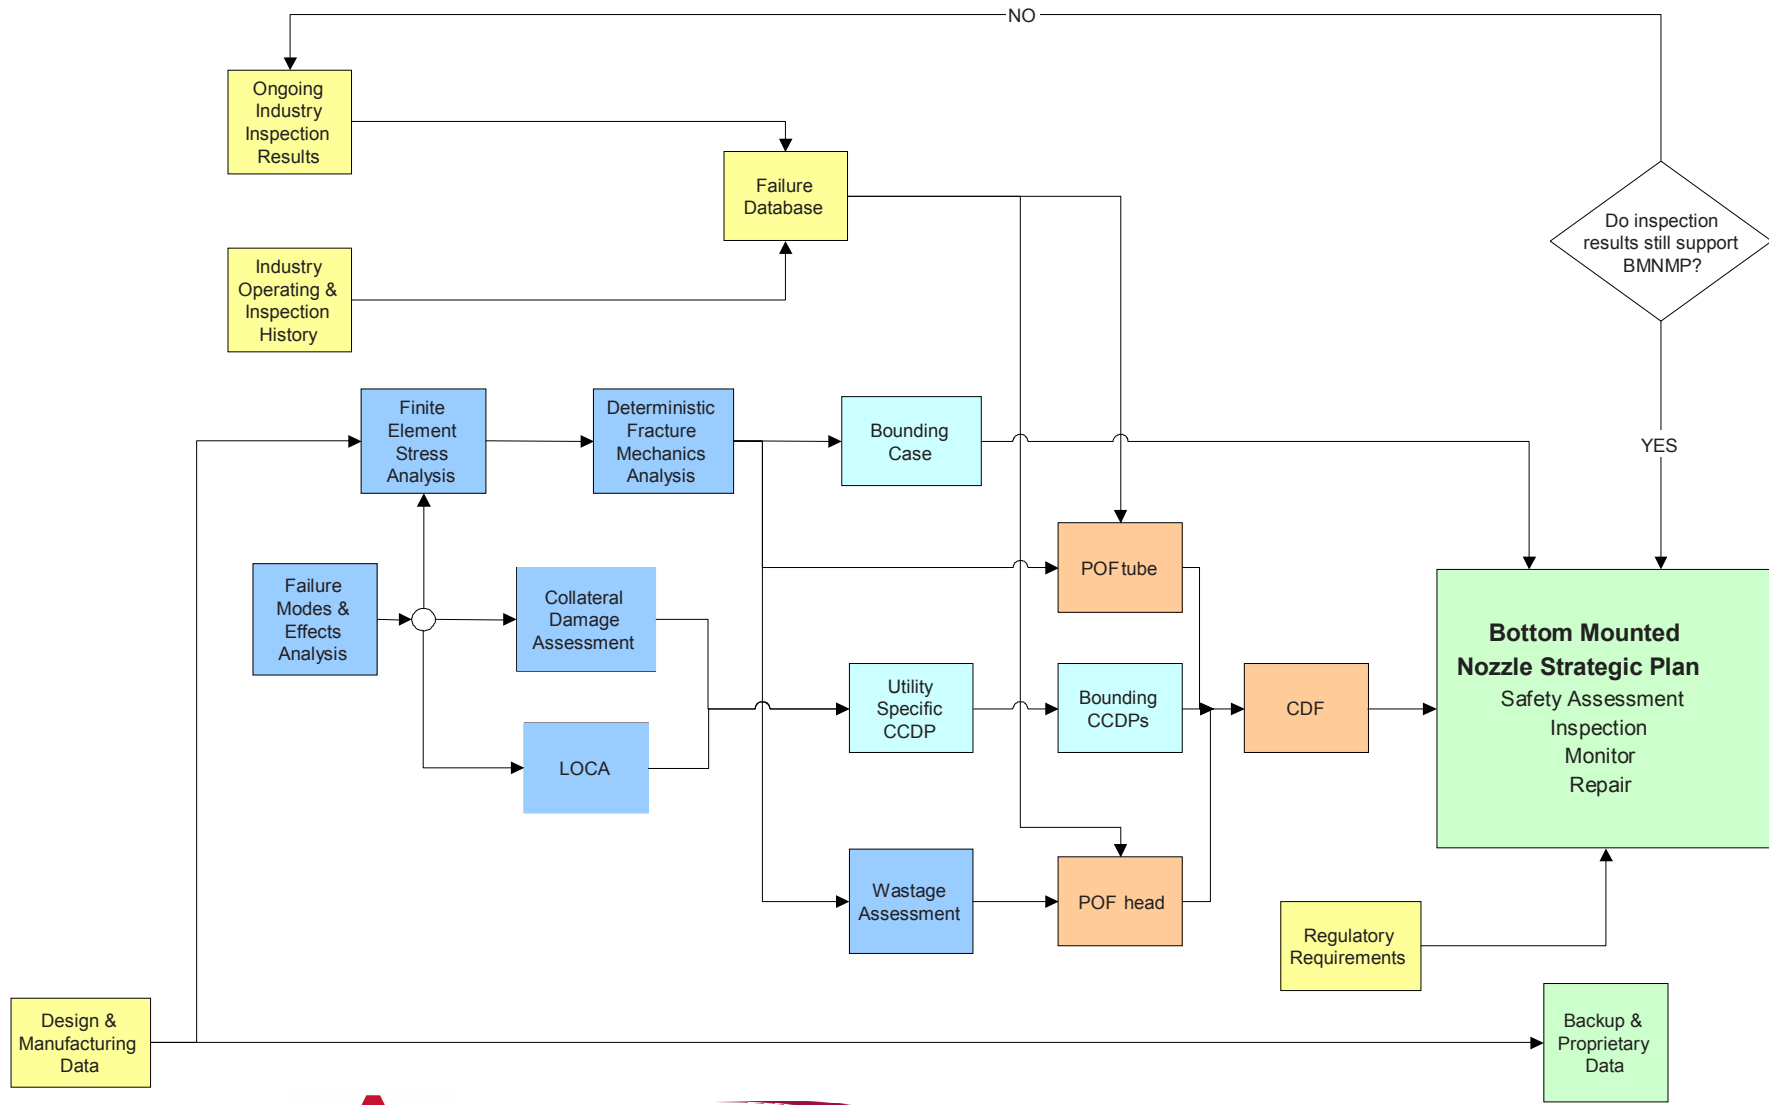 NO
Ongoing
Industry
Inspection
Results
Failure
Database
Do inspection
results still support
BMNMP?
Industry
Operating &
Inspection
History
YES
Finite
Element
Stress
Analysis
Deterministic
Fracture
Mechanics
Analysis
Bounding
Case
POF tube
Failure
Modes &
Effects
Analysis
Collateral
Damage
Assessment
LOCA
Utility
Specific
CCDP
Bounding
CCDPs
CDF
Bottom Mounted
Nozzle Strategic Plan
Safety Assessment
Inspection
Monitor
Repair
Wastage
Assessment
POF head
Regulatory
Requirements
Design &
Manufacturing
Data
Backup &
Proprietary
Data